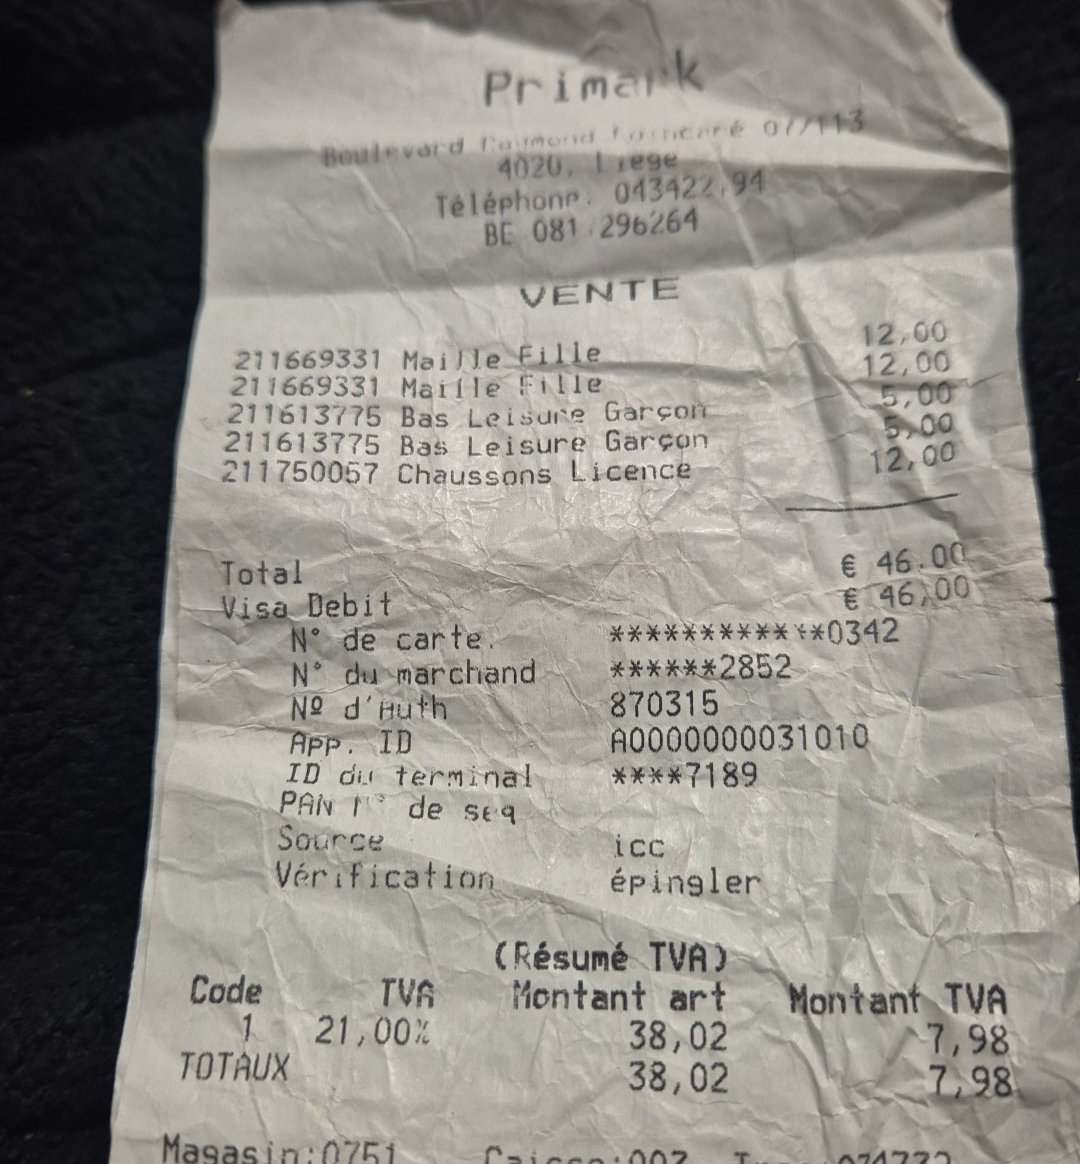 Primark
Boulevard 07/113
4020, Liege
Téléphone: 043422.94
BE 081.296264
VENTE
211669331 Maille Fille 12,00
211669331 Maille Fille 12,00
211613775 Bas Leisure Garçon 5,00
211613775 Bas Leisure Garçon 5,00
211750057 Chaussons Licence 12,00
Total € 46.00
Visa Debit € 46,00
N° de carte. ************0342
N° du marchand ******2852
Nº d'Auth 870315
App. ID A0000000031010
ID du terminal ****7189
PAN N° de seq
Source icc
Vérification épingler
(Résumé TVA)
Code TVA Montant art Montant TVA
1 21,00% 38,02 7,98
TOTAUX 38,02 7,98
Magasin:0751